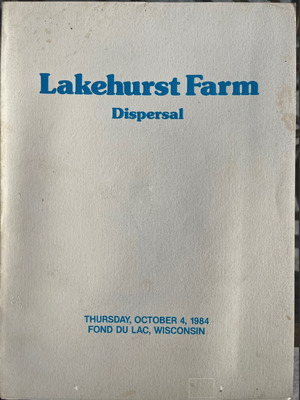 Lakehurst Farm
Dispersal
THURSDAY, OCTOBER 4, 1984
FOND DU LAC, WISCONSIN